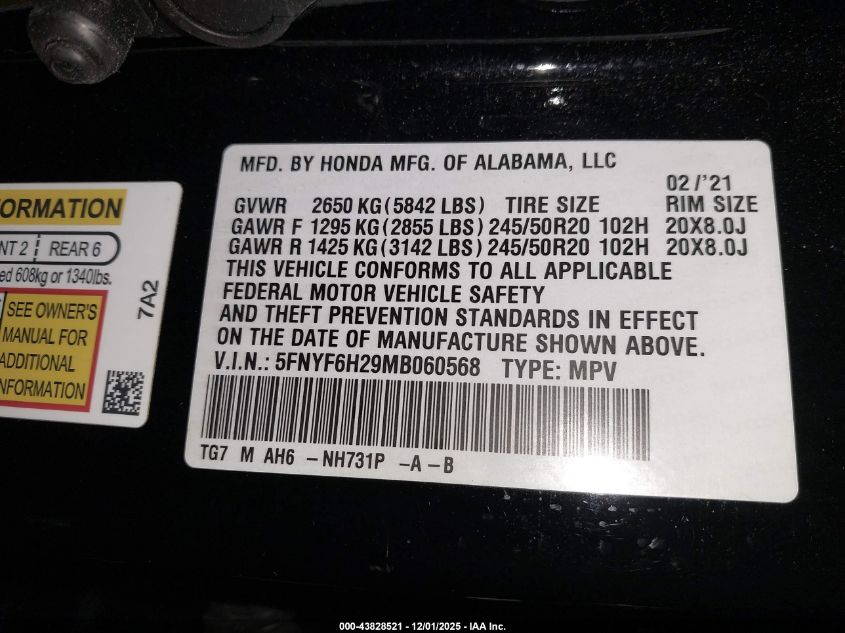 MFD. BY HONDA MFG. OF ALABAMA, LLC
02/'21
GVWR 2650 KG (5842 LBS) TIRE SIZE RIM SIZE
GAWR F 1295 KG (2855 LBS) 245/50R20 102H 20X8.0J
GAWR R 1425 KG (3142 LBS) 245/50R20 102H 20X8.0J
THIS VEHICLE CONFORMS TO ALL APPLICABLE
FEDERAL MOTOR VEHICLE SAFETY
AND THEFT PREVENTION STANDARDS IN EFFECT
ON THE DATE OF MANUFACTURE SHOWN ABOVE.
V.I.N.: 5FNYF6H29MB060568 TYPE: MPV
TG7 M AH6 -NH731P -A-B
ORMATION
NT 2 REAR 6
ed 608kg or 1340lbs.
SEE OWNER'S
MANUAL FOR
ADDITIONAL
NFORMATION
7A2
000-43828521 - 12/01/2025 - IAA Inc.